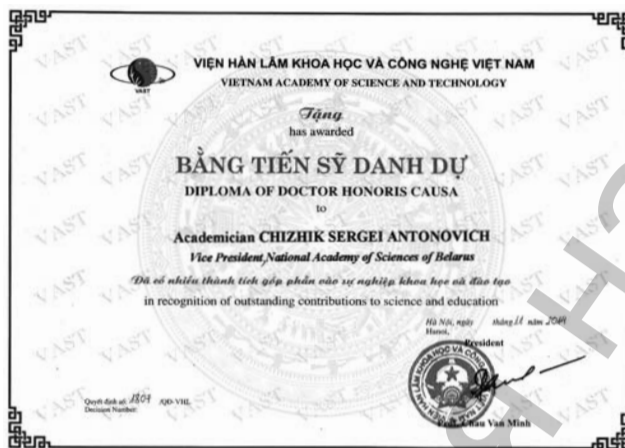 VIỆN HÀN LÂM KHOA HỌC VÀ CÔNG NGHỆ VIỆT NAM
VIETNAM ACADEMY OF SCIENCE AND TECHNOLOGY
VAST
Tặng
has awarded
BẰNG TIẾN SỸ DANH DỰ
DIPLOMA OF DOCTOR HONORIS CAUSA
to
Academician CHIZHIK SERGEI ANTONOVICH
Vice President, National Academy of Sciences of Belarus
Đã có nhiều thành tích góp phần vào sự nghiệp khoa học và đào tạo
in recognition of outstanding contributions to science and education
Hà Nội, ngày tháng 11 năm
Hanoi,
President
Quyết định số: 1809 /QĐ-VHL
Decision Number:
Chau Van Minh